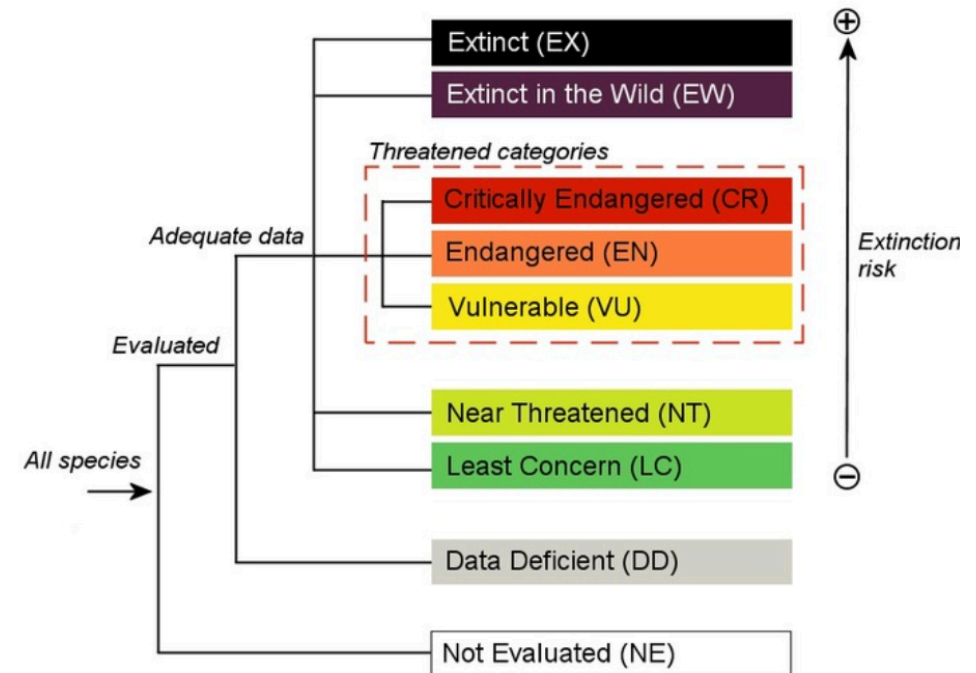 Extinct (EX)
Extinct in the Wild (EW)
Threatened categories
Critically Endangered (CR)
Adequate data
Endangered (EN)
Extinction
risk
Vulnerable (VU)
Evaluated
Near Threatened (NT)
All species
Least Concern (LC)
Data Deficient (DD)
Not Evaluated (NE)